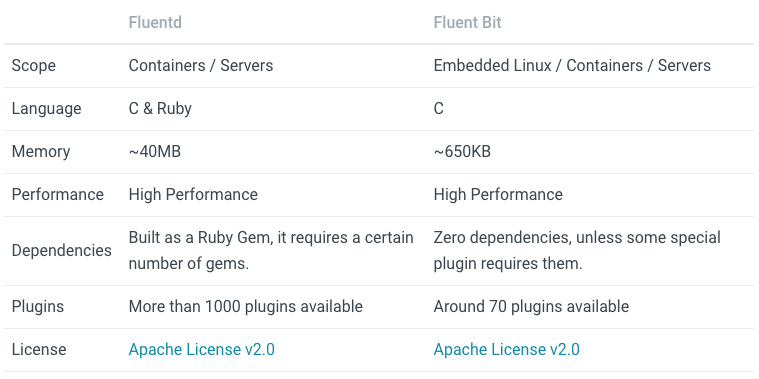 Fluentd Fluent Bit
Scope Containers / Servers Embedded Linux / Containers / Servers
Language C & Ruby C
Memory ~40MB ~650KB
Performance High Performance High Performance
Dependencies Built as a Ruby Gem, it requires a certain number of gems. Zero dependencies, unless some special plugin requires them.
Plugins More than 1000 plugins available Around 70 plugins available
License Apache License v2.0 Apache License v2.0